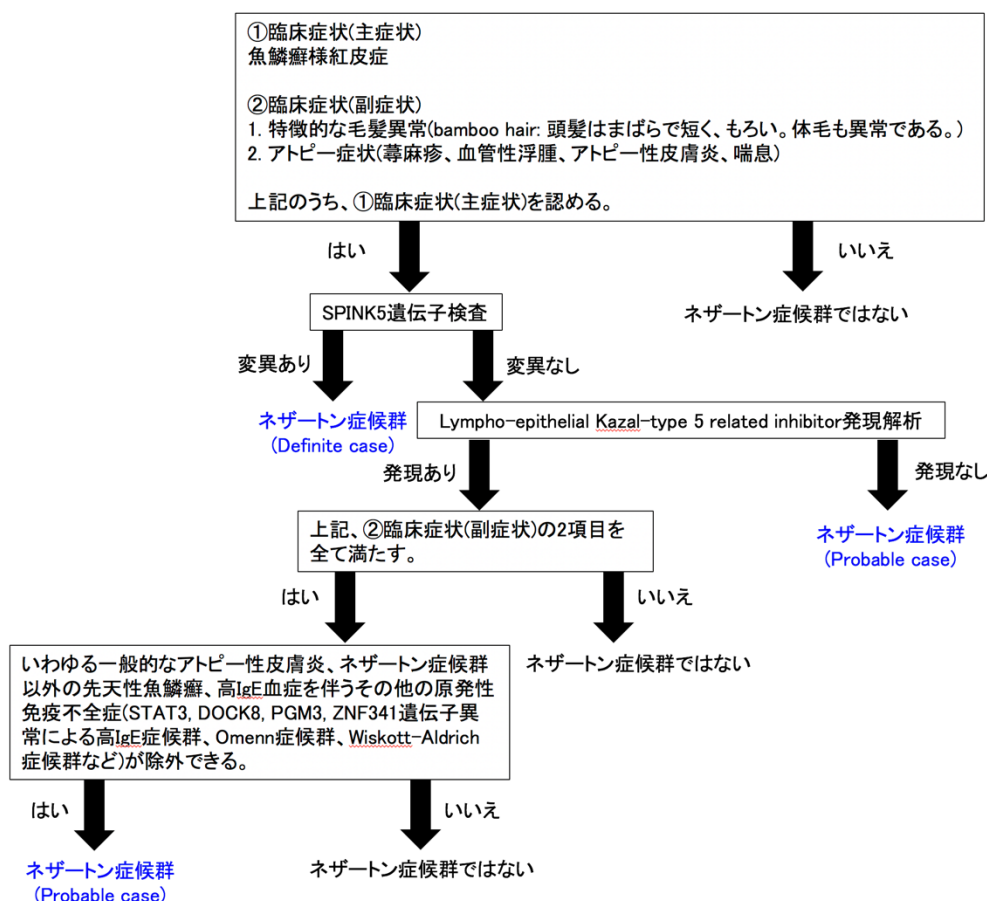 ①臨床症状(主症状)
魚鱗癬様紅皮症
②臨床症状(副症状)
1. 特徴的な毛髪異常(bamboo hair: 頭髪はまばらで短く、もろい。体毛も異常である。)
2. アトピー症状(蕁麻疹、血管性浮腫、アトピー性皮膚炎、喘息)
上記のうち、①臨床症状(主症状)を認める。
はい
いいえ
SPINK5遺伝子検査
ネザートン症候群ではない
変異あり
変異なし
ネザートン症候群
(Definite case)
Lympho-epithelial Kazal-type 5 related inhibitor発現解析
発現あり
発現なし
上記、②臨床症状(副症状)の2項目を
全て満たす。
ネザートン症候群
(Probable case)
はい
いいえ
いわゆる一般的なアトピー性皮膚炎、ネザートン症候群
以外の先天性魚鱗癬、高IgE血症を伴うその他の原発性
免疫不全症(STAT3, DOCK8, PGM3, ZNF341遺伝子異
常による高IgE症候群、Omenn症候群、Wiskott-Aldrich
症候群など)が除外できる。
ネザートン症候群ではない
はい
いいえ
ネザートン症候群
(Probable case)
ネザートン症候群ではない